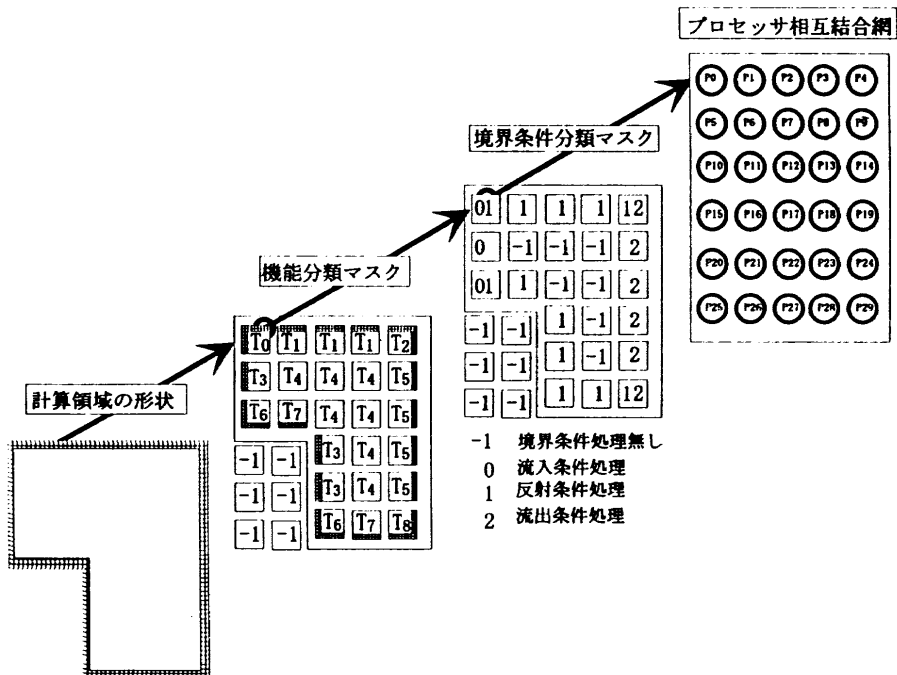 プロセッサ相互結合網
P0 P1 P2 P3 P4
P5 P6 P7 P8 P9
P10 P11 P12 P13 P14
P15 P16 P17 P18 P19
P20 P21 P22 P23 P24
P25 P26 P27 P28 P29
境界条件分類マスク
01 1 1 1 12
0 -1 -1 -1 2
01 1 -1 -1 2
-1 -1 1 -1 2
-1 -1 1 -1 2
-1 -1 1 1 12
-1 境界条件処理無し
0 流入条件処理
1 反射条件処理
2 流出条件処理
機能分類マスク
T0 T1 T1 T1 T2
T3 T4 T4 T4 T5
T6 T7 T4 T4 T5
-1 -1 T3 T4 T5
-1 -1 T3 T4 T5
-1 -1 T6 T7 T8
計算領域の形状